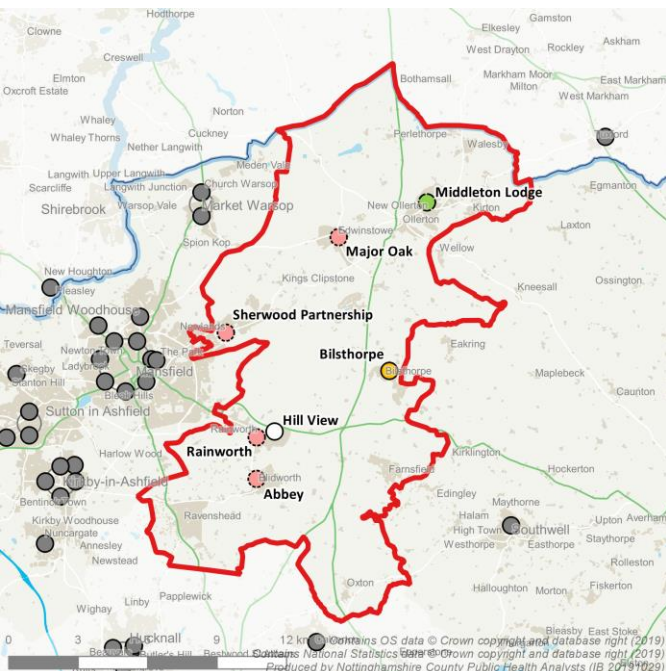 Hodthorpe
Clowne
Gamston
Elkesley
Askham
West Drayton
Rockley
Creswell
Elmton
Oxcroft Estate
Bothamsall
Markham Moor
Milton
East Markham
West Markham
Norton
Whaley
Cuckney
Whaley Thorns
Perlethorpe
Walesby
Nether Langwith
Meden Vale
Langwith
Upper Langwith
Scarcliffe
Langwith Junction
Church Warsop
Egmanton
Middleton Lodge
Shirebrook
Warsop Vale
Market Warsop
New Ollerton
Kirton
Ollerton
Laxton
Edwinstowe
Spion Kop
Major Oak
Wellow
New Houghton
Kings Clipstone
Kneesall
Ossington
Mansfield Woodhouse
Sherwood Partnership
Teversal
Newlands
Eakring
Bilsthorpe
The Park
Skegby
Ladybrook
Mansfield
Bilsthorpe
Maplebeck
Stanton Hill
Caunton
Sutton in Ashfield
Hill View
Rainworth
Rainworth
Kirklington
Harlow Wood
Hockerton
Farnsfield
Kirkby-in-Ashfield
Blidworth
Abbey
Edingley
Maythorne
Ravenshead
Halam
Upton
Averham
Kirkby Woodhouse
High Town
Southwell
Nuncargate
Westhorpe
Easthorpe
Staythorpe
Annesley
Newstead
Rolleston
Halloughton
Morton
Fiskerton
Oxton
Linby
Papplewick
Wighay
Bleasby
East Stoke
Hucknall
0
3
12 km
Contains OS data © Crown copyright and database right (2019)
Contains National Statistics data © Crown copyright and database right (2019)
Produced by Nottinghamshire County Public Health Analysts (IB 20191028)